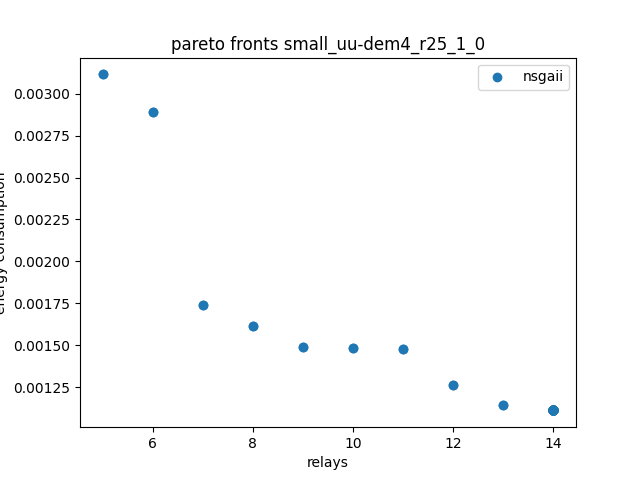 pareto fronts small_uu-dem4_r25_1_0
nsgaii
0.00300
0.00275
0.00250
0.00225
0.00200
0.00175
0.00150
0.00125
energy consumption
6 8 10 12 14
relays